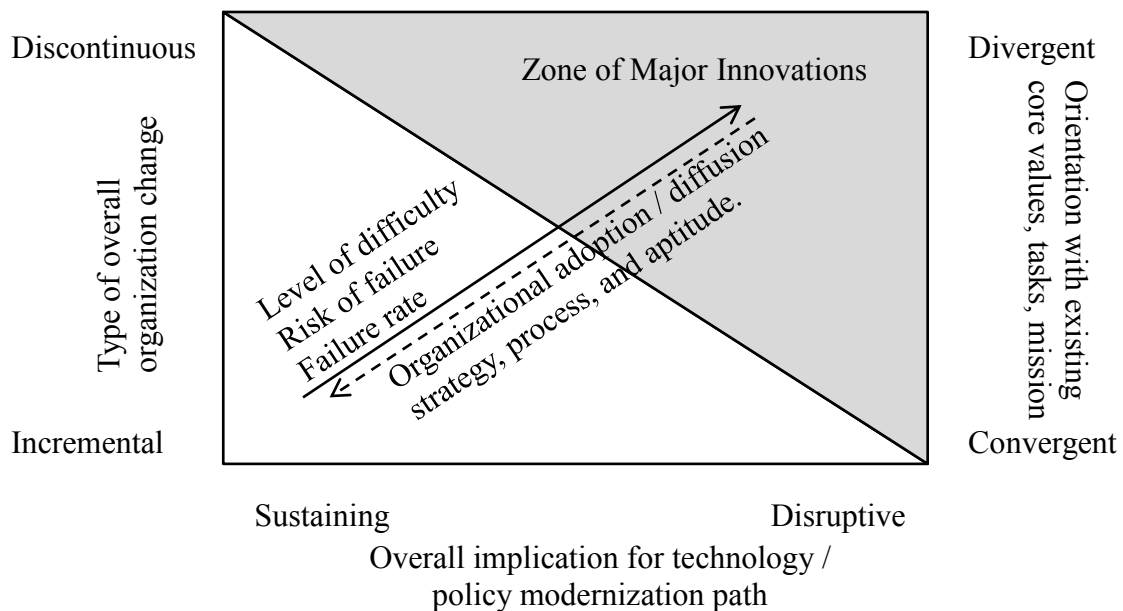 Discontinuous
Divergent
Zone of Major Innovations
Type of overall
organization change
Orientation with existing
core values, tasks, mission
Level of difficulty
Risk of failure
Failure rate
Organizational adoption / diffusion
strategy, process, and aptitude.
Incremental
Convergent
Sustaining
Disruptive
Overall implication for technology /
policy modernization path